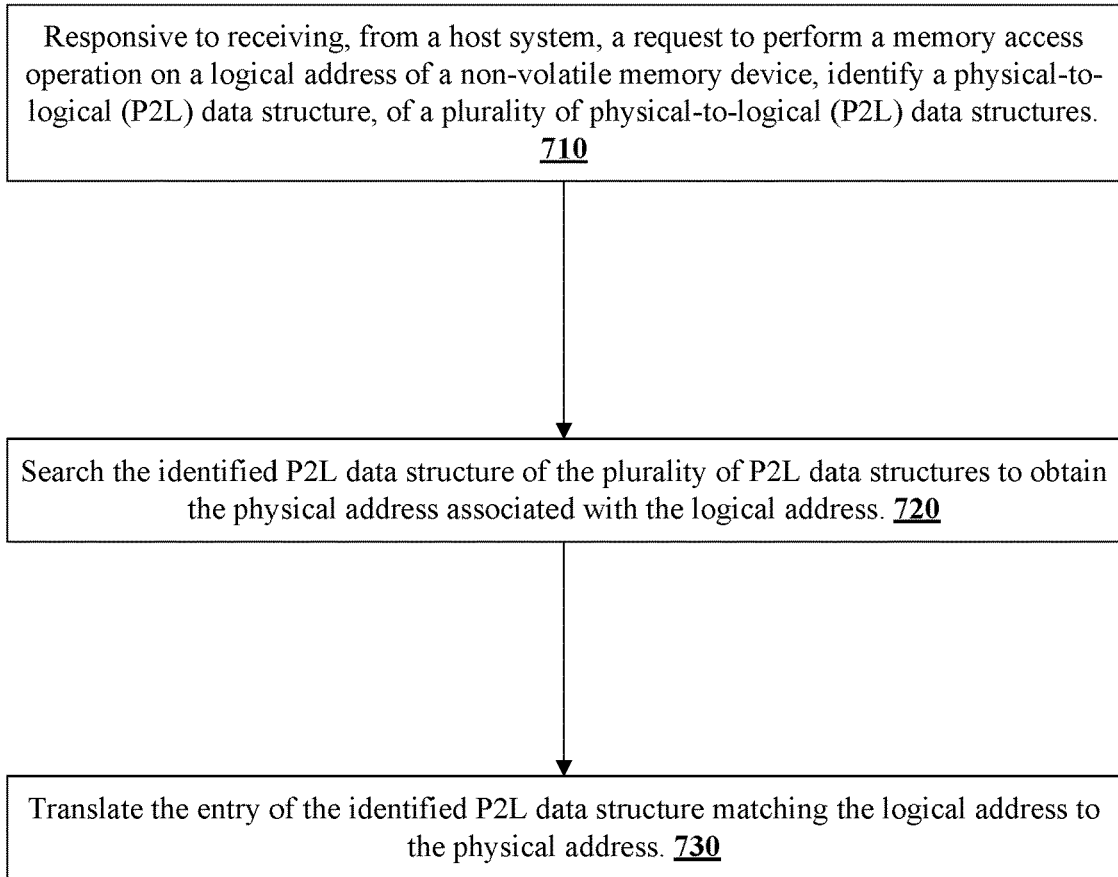 Responsive to receiving, from a host system, a request to perform a memory access
operation on a logical address of a non-volatile memory device, identify a physical-to-
logical (P2L) data structure, of a plurality of physical-to-logical (P2L) data structures.
710
Search the identified P2L data structure of the plurality of P2L data structures to obtain
the physical address associated with the logical address. 720
Translate the entry of the identified P2L data structure matching the logical address to
the physical address. 730